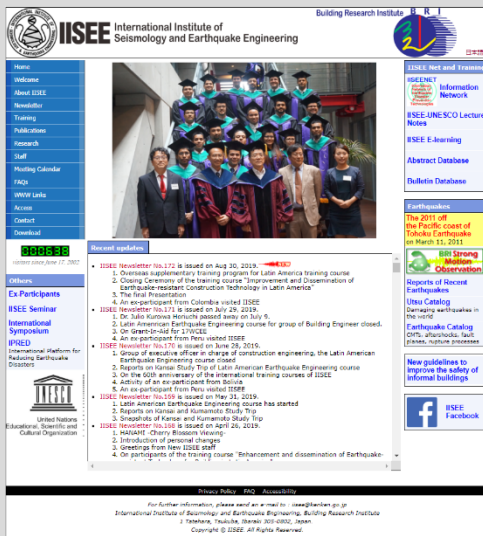 IISEE International Institute of
Seismology and Earthquake Engineering
Building Research Institute
B R I
日本語
Home
Welcome
About IISEE
Newsletter
Training
Publications
Research
Staff
Meeting Calendar
FAQs
WWW Links
Access
Contact
Download
000638
visitors since June 17, 2002
Others
Ex-Participants
IISEE Seminar
International
Symposium
IPRED
International Platform for
Reducing Earthquake
Disasters
UNESCO
United Nations
Educational, Scientific and
Cultural Organization
Recent updates
IISEE Newsletter No.172 is issued on Aug 30, 2019.
1. Overseas supplementary training program for Latin America training course
2. Closing Ceremony of the training course "Improvement and Dissemination of
Earthquake-resistant Construction Technology in Latin America"
3. The final Presentation
4. An ex-participant from Colombia visited IISEE
IISEE Newsletter No.171 is issued on July 29, 2019.
1. Dr. Julio Kuroiwa Horiuchi passed away on July 9.
2. Latin American Earthquake Engineering course for group of Building Engineer closed.
3. On Grant-In-Aid for 17WCEE
4. An ex-participant from Peru visited IISEE
IISEE Newsletter No.170 is issued on June 28, 2019.
1. Group of executive officer in charge of construction engineering, the Latin American
Earthquake Engineering course closed
2. Reports on Kansai Study Trip of Latin American Earthquake Engineering course
3. On the 60th anniversary of the international training courses of IISEE
4. Activity of an ex-participant from Bolivia
5. An ex-participant from Peru visited IISEE
IISEE Newsletter No.169 is issued on May 31, 2019.
1. Latin American Earthquake Engineering course has started
2. Reports on Kansai and Kumamoto Study Trip
3. Snapshots of Kansai and Kumamoto Study Trip
IISEE Newsletter No.168 is issued on April 26, 2019.
1. HANAMI -Cherry Blossom Viewing-
2. Introduction of personal changes
3. Greetings from New IISEE staff
4. On participants of the training course "Enhancement and dissemination of Earthquake-
IISEE Net and Training
IISEENET
Information
Network
IISEE-UNESCO Lecture
Notes
IISEE E-learning
Abstract Database
Bulletin Database
Earthquakes
The 2011 off
the Pacific coast of
Tohoku Earthquake
on March 11, 2011
BRI Strong
Motion
Observation
Reports of Recent
Earthquakes
Utsu Catalog
Damaging earthquakes in
the world
Earthquake Catalog
CMTs, aftershocks, fault
planes, rupture processes
New guidelines to
improve the safety of
informal buildings
IISEE
Facebook
Privacy Policy FAQ Accessibility
For further information, please send an e-mail to : iisee@kenken.go.jp
International Institute of Seismology and Earthquake Engineering, Building Research Institute
1 Tatehara, Tsukuba, Ibaraki 305-0802, Japan
Copyright © IISEE. All Rights Reserved.